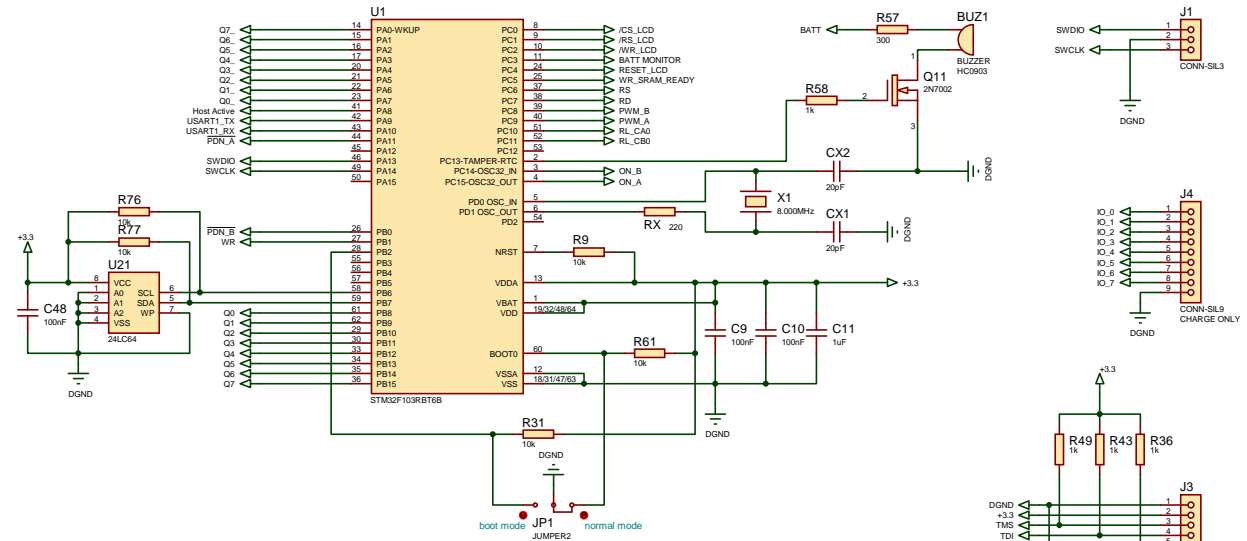 U1
14 PA0-WKUP
15 PA1
16 PA2
17 PA3
20 PA4
21 PA5
22 PA6
23 PA7
41 PA8
42 PA9
43 PA10
44 PA11
45 PA12
46 PA13
49 PA14
50 PA15
26 PB0
27 PB1
28 PB2
55 PB3
56 PB4
57 PB5
58 PB6
59 PB7
61 PB8
62 PB9
29 PB10
30 PB11
33 PB12
34 PB13
35 PB14
36 PB15
STM32F103RBT6B
Q7_
Q6_
Q5_
Q4_
Q3_
Q2_
Q1_
Q0_
Host Active
USART1_TX
USART1_RX
PDN_A
SWDIO
SWCLK
PDN_B
WR
Q0
Q1
Q2
Q3
Q4
Q5
Q6
Q7
PC0 8 /CS_LCD
PC1 9 /RS_LCD
PC2 10 /WR_LCD
PC3 11 BATT MONITOR
PC4 24 RESET_LCD
PC5 25 WR_SRAM_READY
PC6 37 RS
PC7 38 RD
PC8 39 PWM_B
PC9 40 PWM_A
PC10 51 RL_CA0
PC11 52 RL_CB0
PC12 53
PC13-TAMPER-RTC 2
PC14-OSC32_IN 3 ON_B
PC15-OSC32_OUT 4 ON_A
PD0 OSC_IN 5
PD1 OSC_OUT 6
PD2 54
NRST 7
VDDA 13
VBAT 1
VDD 19/32/48/64
BOOT0 60
VSSA 12
VSS 18/31/47/63
R76
10k
R77
10k
+3.3
U21
8 VCC
1 A0
2 A1
3 A2
4 VSS
SCL 6
SDA 5
WP 7
24LC64
C48
100nF
DGND
BATT
R57
300
BUZ1
BUZZER
HC0903
1
Q11
2N7002
2
3
R58
1k
CX2
20pF
DGND
X1
8.000MHz
RX 220
CX1
20pF
DGND
R9
10k
+3.3
C9
100nF
C10
100nF
C11
1uF
R61
10k
DGND
R31
10k
DGND
boot mode
JP1
JUMPER2
normal mode
J1
SWDIO 1
2
SWCLK 3
CONN-SIL3
DGND
J4
IO_0 1
IO_1 2
IO_2 3
IO_3 4
IO_4 5
IO_5 6
IO_6 7
IO_7 8
9
CONN-SIL9
CHARGE ONLY
DGND
+3.3
R49
1k
R43
1k
R36
1k
J3
DGND 1
+3.3 2
TMS 3
TDI 4